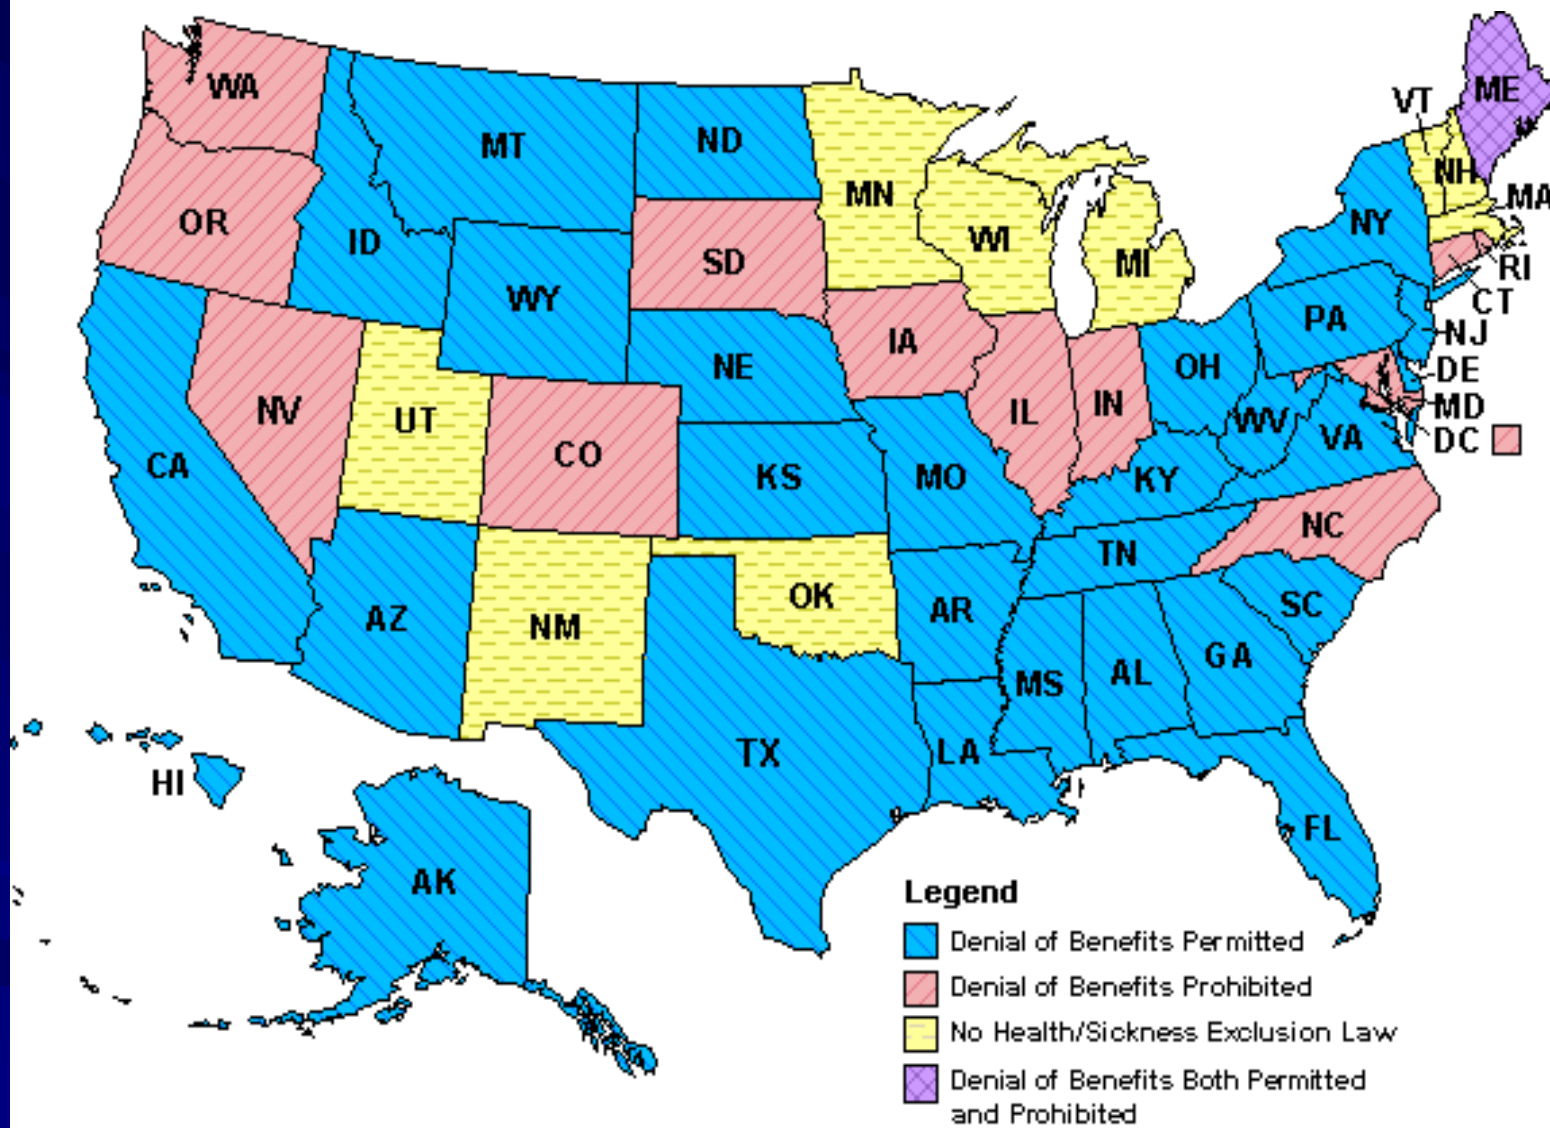 WA
MT
ND
MN
VT
ME
NH
MA
OR
ID
SD
WI
MI
NY
RI
CT
WY
IA
PA
NJ
NE
OH
DE
NV
UT
CO
IL
IN
WV
VA
MD
DC
CA
KS
MO
KY
NC
TN
AZ
NM
OK
AR
SC
MS
AL
GA
HI
TX
LA
FL
AK
Legend
Denial of Benefits Permitted
Denial of Benefits Prohibited
No Health/Sickness Exclusion Law
Denial of Benefits Both Permitted
and Prohibited